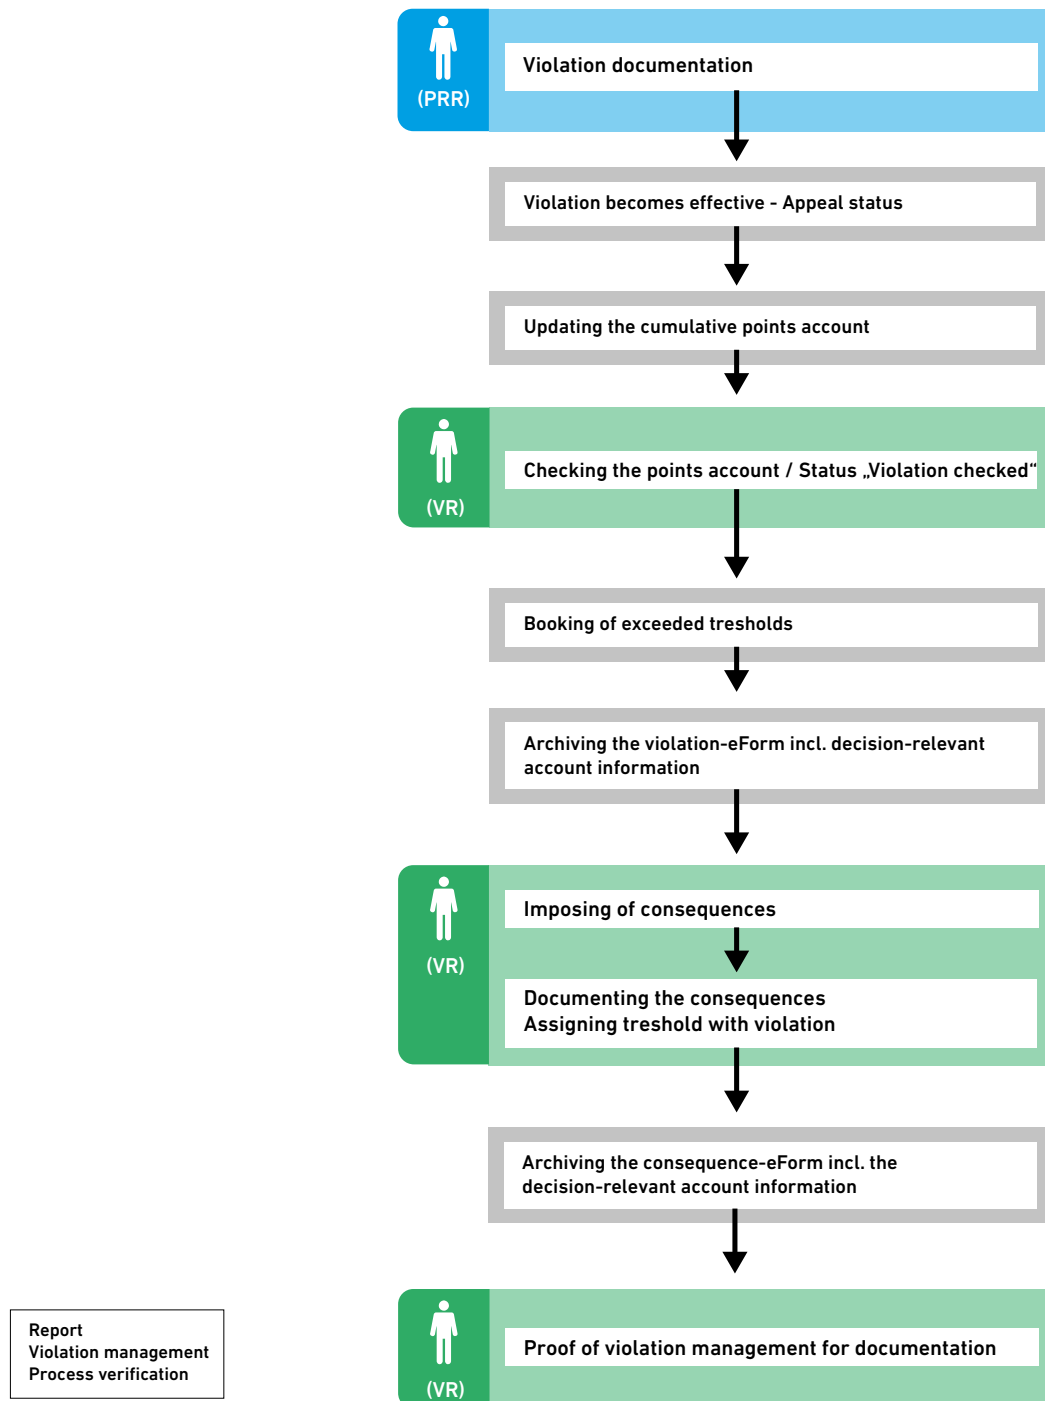 (PRR)
Violation documentation
Violation becomes effective - Appeal status
Updating the cumulative points account
(VR)
Checking the points account / Status „Violation checked“
Booking of exceeded tresholds
Archiving the violation-eForm incl. decision-relevant
account information
(VR)
Imposing of consequences
Documenting the consequences
Assigning treshold with violation
Archiving the consequence-eForm incl. the
decision-relevant account information
Report
Violation management
Process verification
(VR)
Proof of violation management for documentation